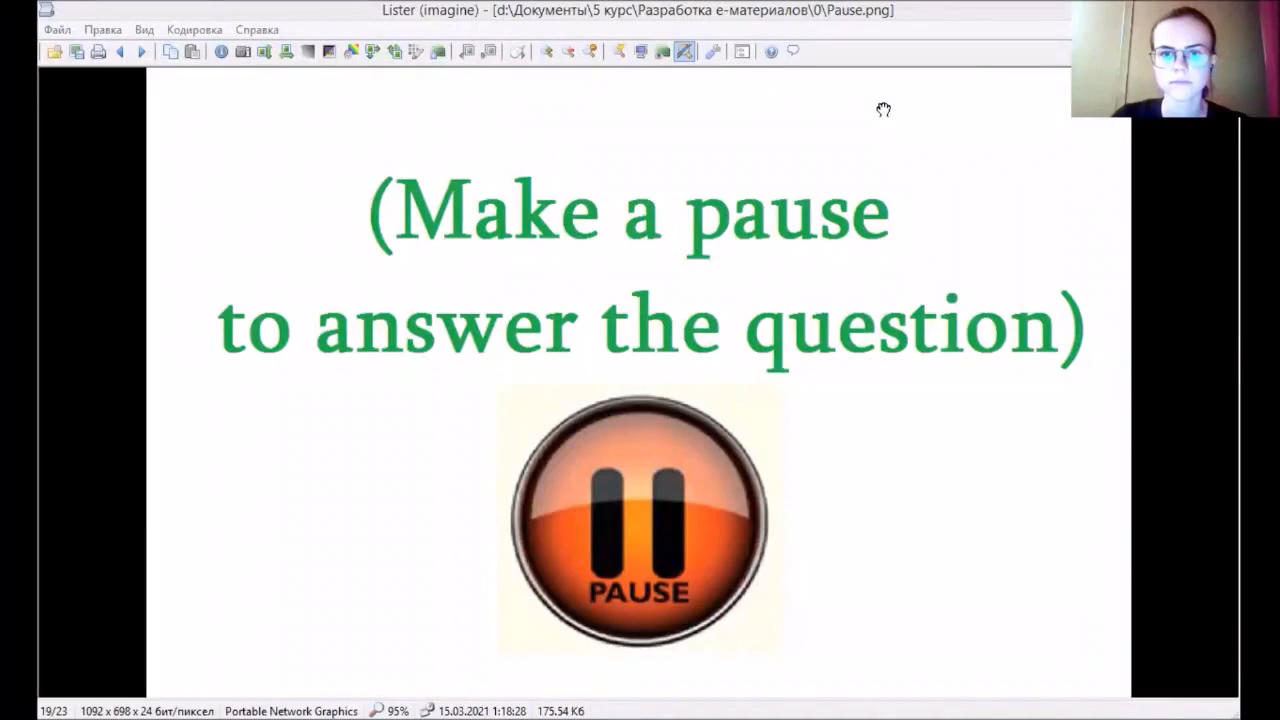 Lister (imagine) - [d:\Документы\5 курс\Разработка е-материалов\0\Pause.png]
Файл Правка Вид Кодировка Справка
(Make a pause
to answer the question)
PAUSE
19/23 1092 x 698 x 24 бит/пиксел Portable Network Graphics 95% 15.03.2021 1:18:28 175.54 Кб